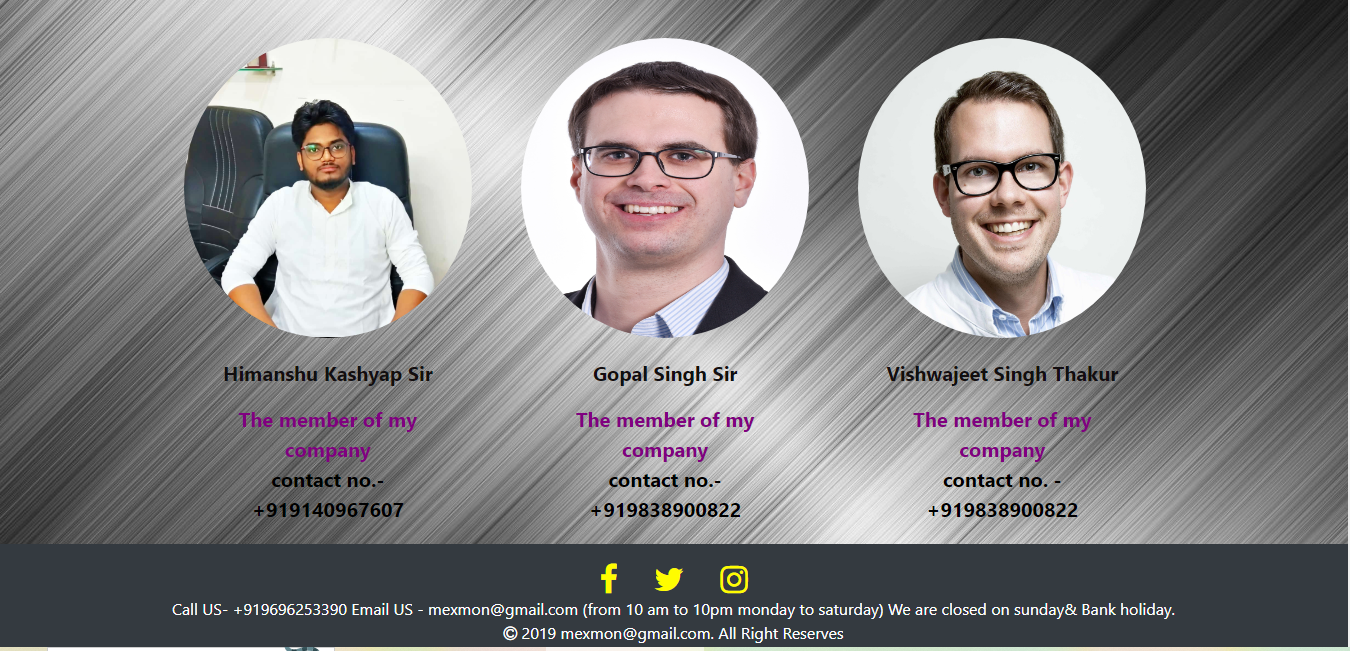 Himanshu Kashyap Sir
Gopal Singh Sir
Vishwajeet Singh Thakur
The member of my
company
contact no.-
+919140967607
The member of my
company
contact no.-
+919838900822
The member of my
company
contact no. -
+919838900822
Call US- +919696253390 Email US - mexmon@gmail.com (from 10 am to 10pm monday to saturday) We are closed on sunday& Bank holiday.
© 2019 mexmon@gmail.com. All Right Reserves